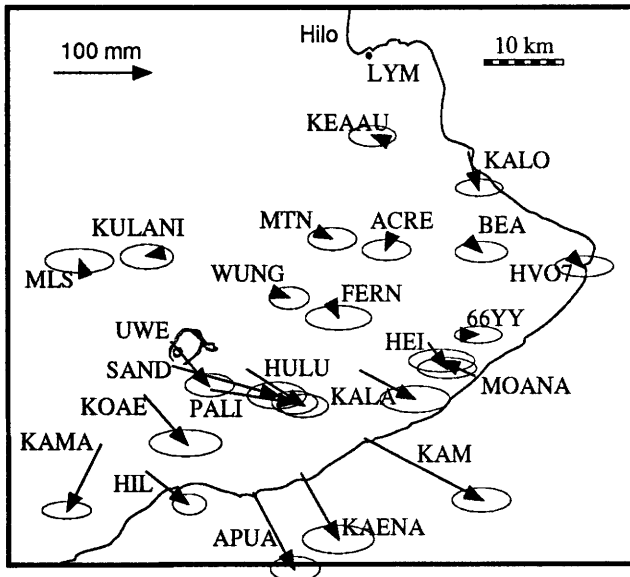 Hilo
100 mm
10 km
LYM
KEAAU
KALO
KULANI
MTN
ACRE
BEA
MLS
HVO7
WUNG
FERN
66YY
UWE
HEI
SAND
HULU
MOANA
PALI
KALA
KOAE
KAMA
KAM
HIL
APUA
KAENA